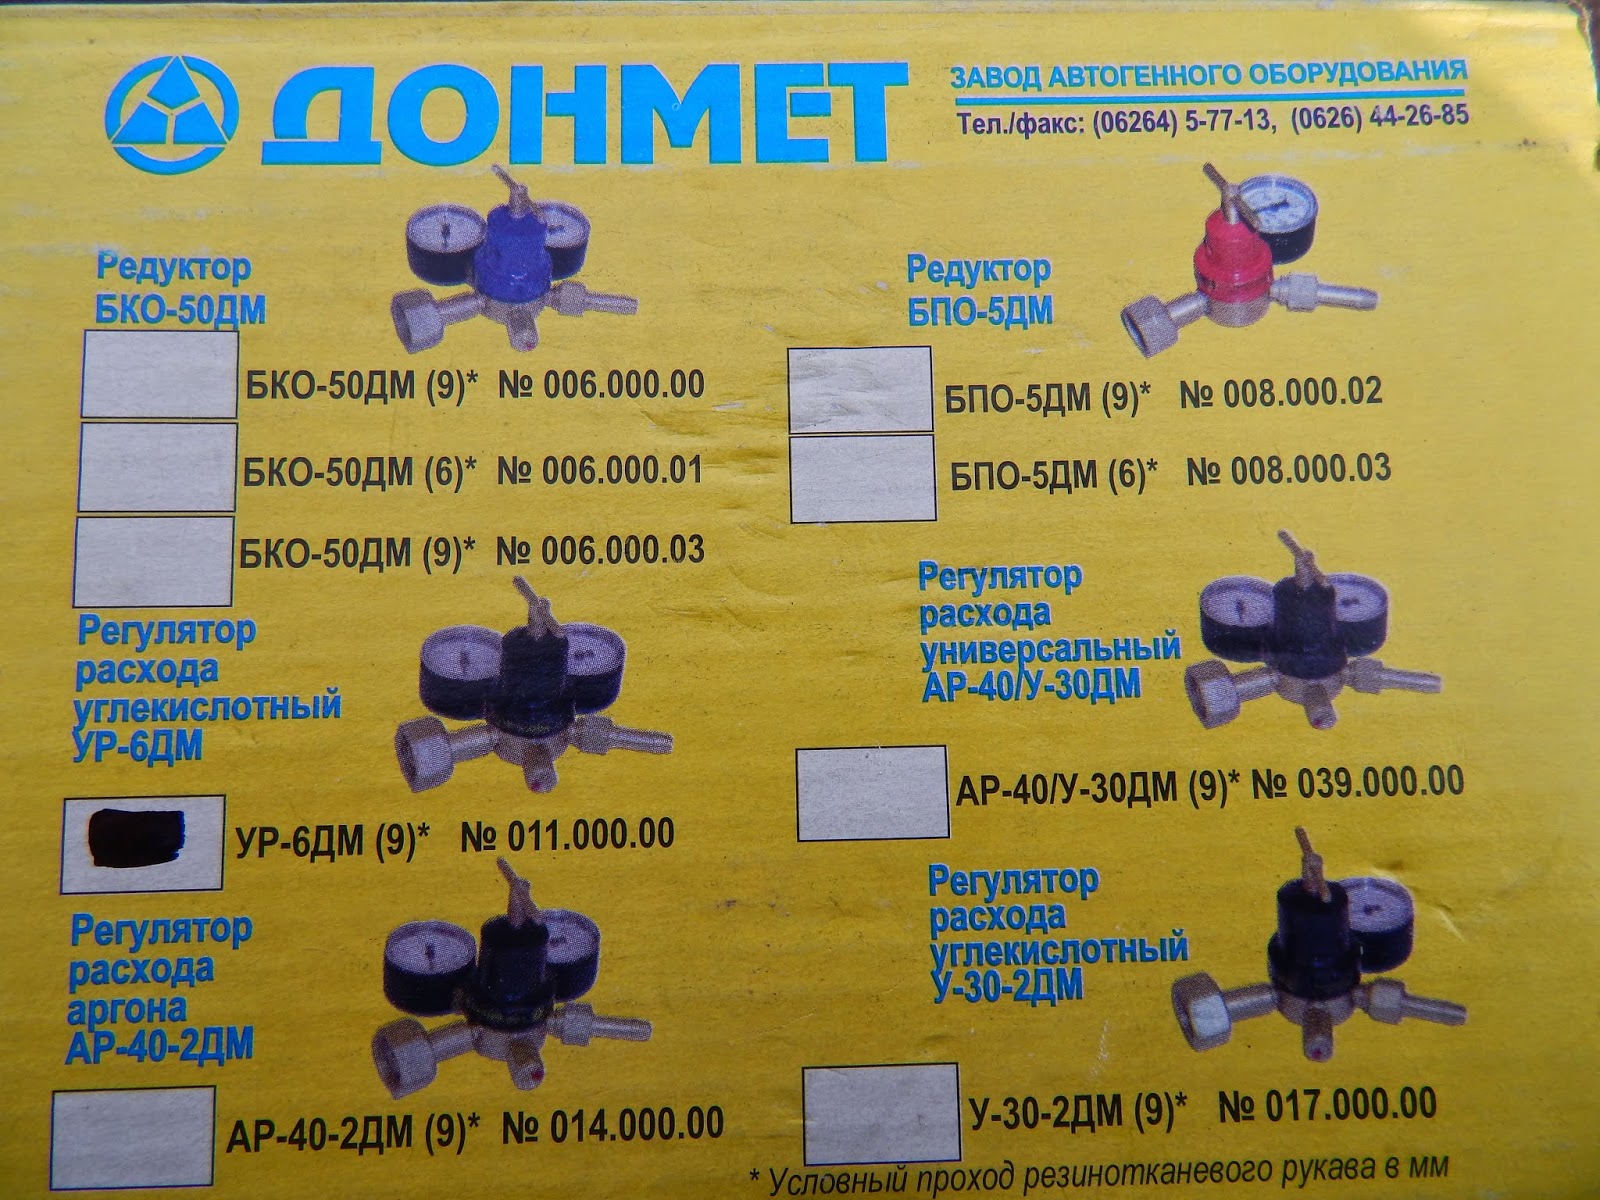 ДОНМЕТ
ЗАВОД АВТОГЕННОГО ОБОРУДОВАНИЯ
Тел./факс: (06264) 5-77-13, (0626) 44-26-85
Редуктор
БКО-50ДМ
БКО-50ДМ (9)* № 006.000.00
БКО-50ДМ (6)* № 006.000.01
БКО-50ДМ (9)* № 006.000.03
Регулятор
расхода
углекислотный
УР-6ДМ
УР-6ДМ (9)* № 011.000.00
Регулятор
расхода
аргона
АР-40-2ДМ
АР-40-2ДМ (9)* № 014.000.00
Редуктор
БПО-5ДМ
БПО-5ДМ (9)* № 008.000.02
БПО-5ДМ (6)* № 008.000.03
Регулятор
расхода
универсальный
АР-40/У-30ДМ
АР-40/У-30ДМ (9)* № 039.000.00
Регулятор
расхода
углекислотный
У-30-2ДМ
У-30-2ДМ (9)* № 017.000.00
* Условный проход резинотканевого рукава в мм